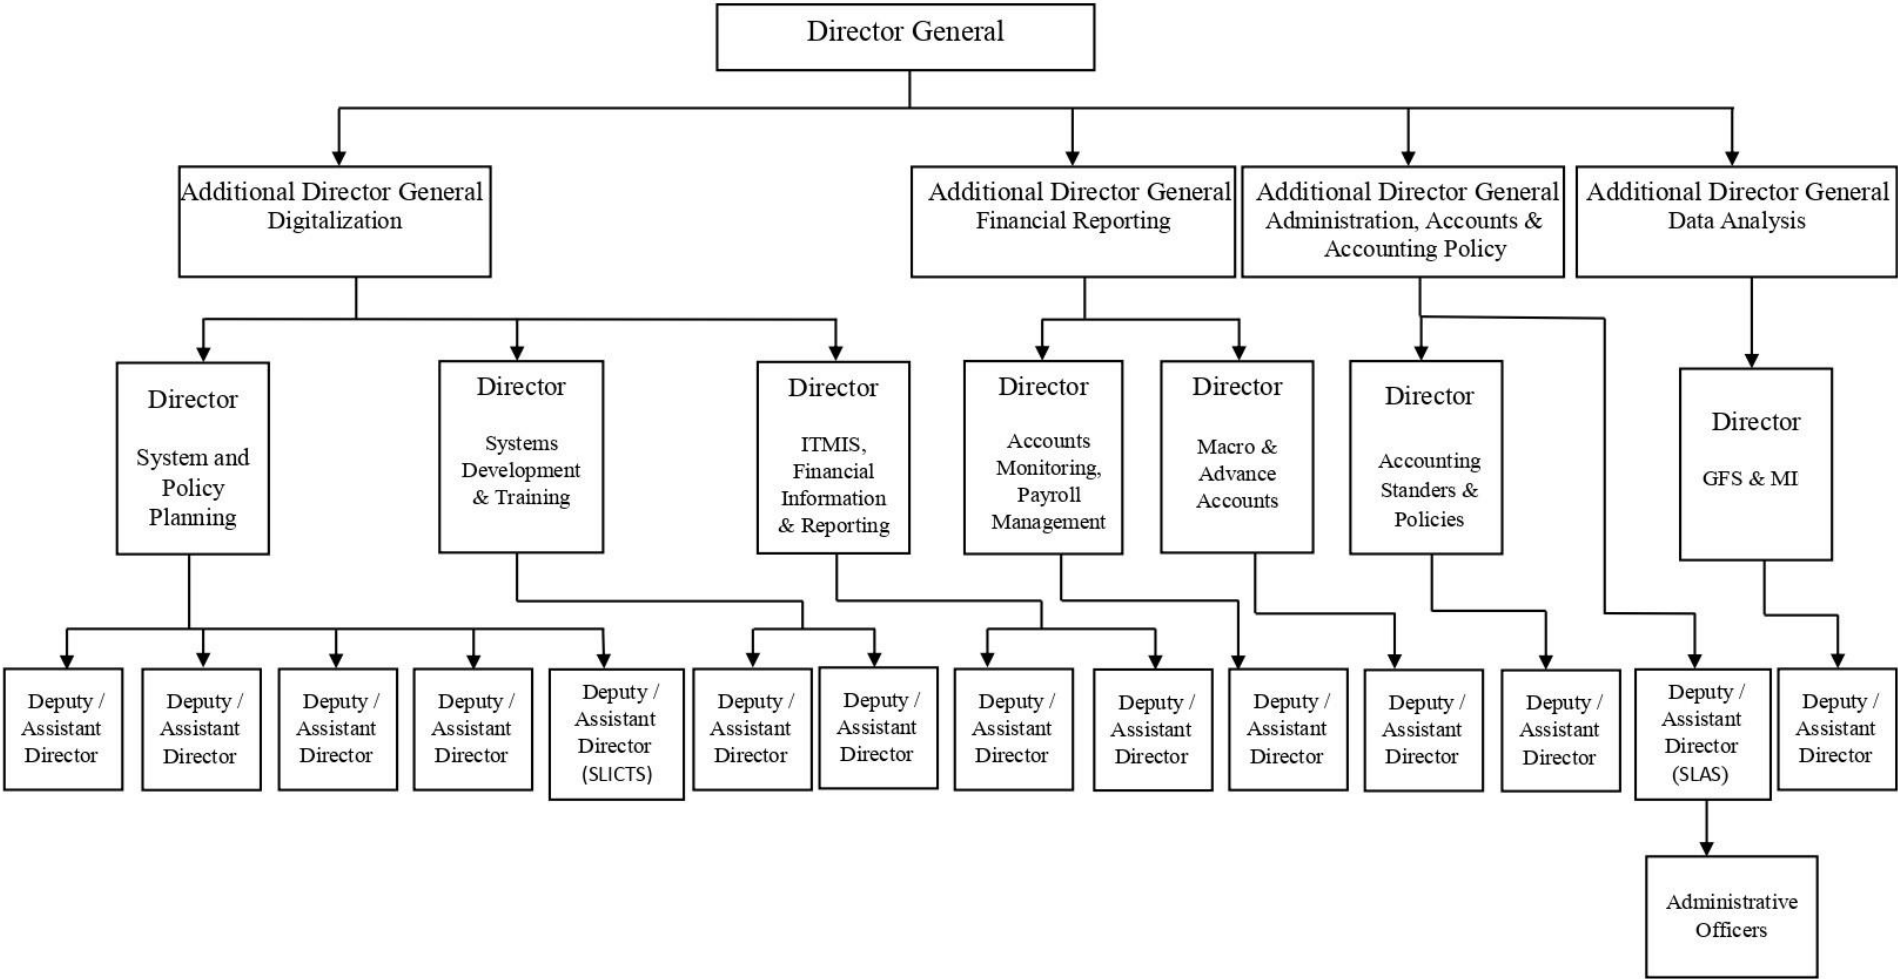 Director General
Additional Director General
Digitalization
Additional Director General
Financial Reporting
Additional Director General
Administration, Accounts &
Accounting Policy
Additional Director General
Data Analysis
Director
System and
Policy
Planning
Director
Systems
Development
& Training
Director
ITMIS,
Financial
Information
& Reporting
Director
Accounts
Monitoring,
Payroll
Management
Director
Macro &
Advance
Accounts
Director
Accounting
Standers &
Policies
Director
GFS & MI
Deputy /
Assistant
Director
Deputy /
Assistant
Director
Deputy /
Assistant
Director
Deputy /
Assistant
Director
Deputy /
Assistant
Director
(SLICTS)
Deputy /
Assistant
Director
Deputy /
Assistant
Director
Deputy /
Assistant
Director
Deputy /
Assistant
Director
Deputy /
Assistant
Director
Deputy /
Assistant
Director
Deputy /
Assistant
Director
Deputy /
Assistant
Director
(SLAS)
Deputy /
Assistant
Director
Administrative
Officers